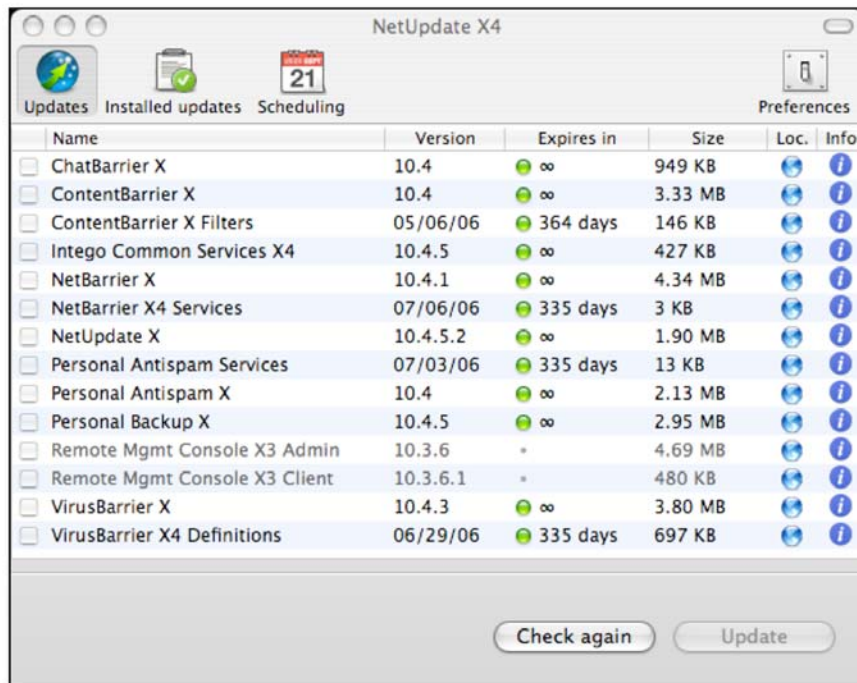 NetUpdate X4
Updates Installed updates Scheduling Preferences
21
Name Version Expires in Size Loc. Info
ChatBarrier X 10.4 ∞ 949 KB
ContentBarrier X 10.4 ∞ 3.33 MB
ContentBarrier X Filters 05/06/06 364 days 146 KB
Intego Common Services X4 10.4.5 ∞ 427 KB
NetBarrier X 10.4.1 ∞ 4.34 MB
NetBarrier X4 Services 07/06/06 335 days 3 KB
NetUpdate X 10.4.5.2 ∞ 1.90 MB
Personal Antispam Services 07/03/06 335 days 13 KB
Personal Antispam X 10.4 ∞ 2.13 MB
Personal Backup X 10.4.5 ∞ 2.95 MB
Remote Mgmt Console X3 Admin 10.3.6 4.69 MB
Remote Mgmt Console X3 Client 10.3.6.1 480 KB
VirusBarrier X 10.4.3 ∞ 3.80 MB
VirusBarrier X4 Definitions 06/29/06 335 days 697 KB
Check again Update